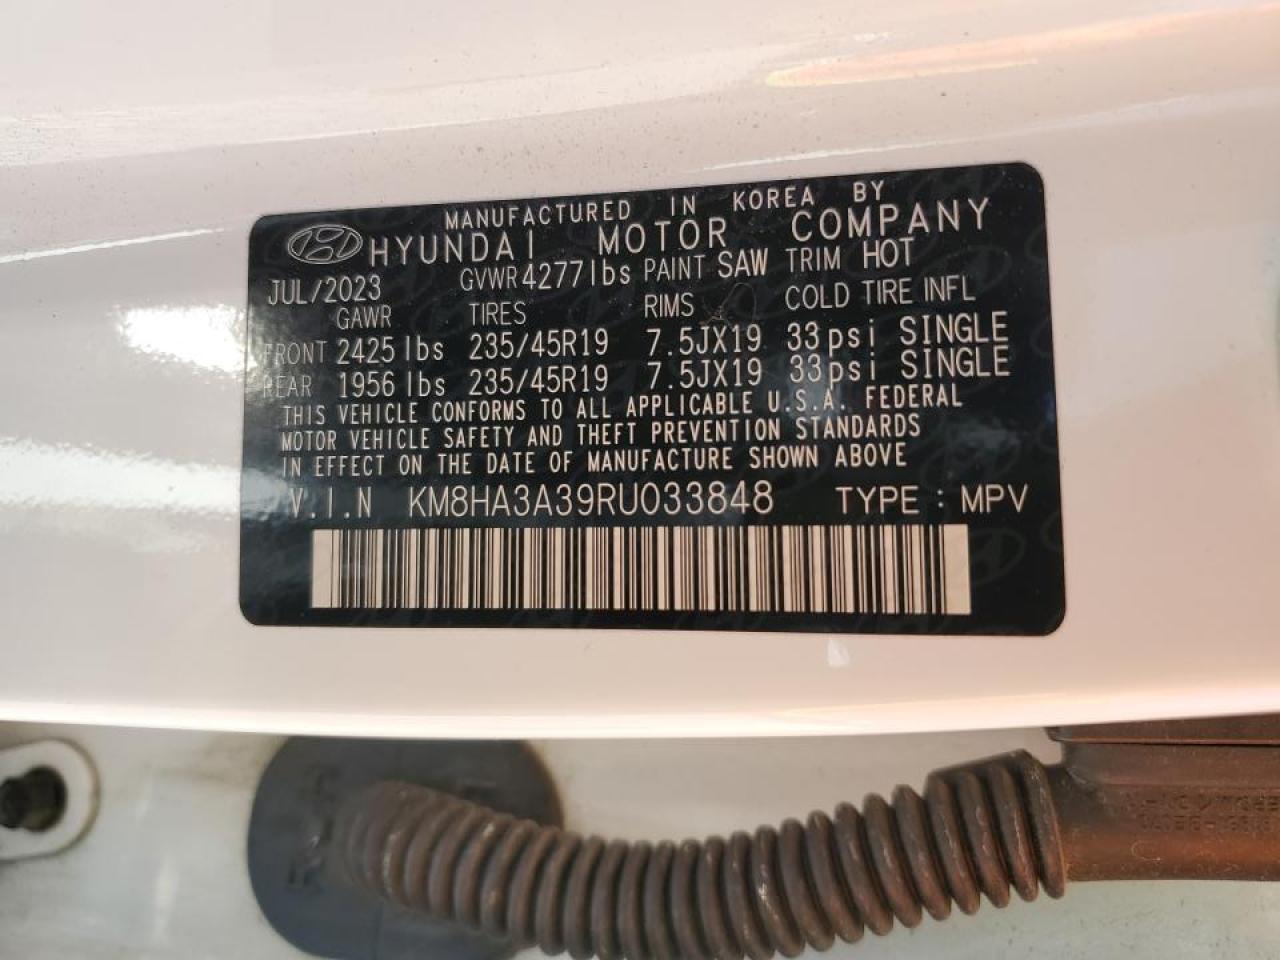 MANUFACTURED IN KOREA BY
HYUNDAI MOTOR COMPANY
JUL/2023 GVWR 4277lbs PAINT SAW TRIM HOT
GAWR TIRES RIMS COLD TIRE INFL
FRONT 2425lbs 235/45R19 7.5JX19 33psi SINGLE
REAR 1956lbs 235/45R19 7.5JX19 33psi SINGLE
THIS VEHICLE CONFORMS TO ALL APPLICABLE U.S.A. FEDERAL
MOTOR VEHICLE SAFETY AND THEFT PREVENTION STANDARDS
IN EFFECT ON THE DATE OF MANUFACTURE SHOWN ABOVE
V.I.N KM8HA3A39RU033848 TYPE : MPV